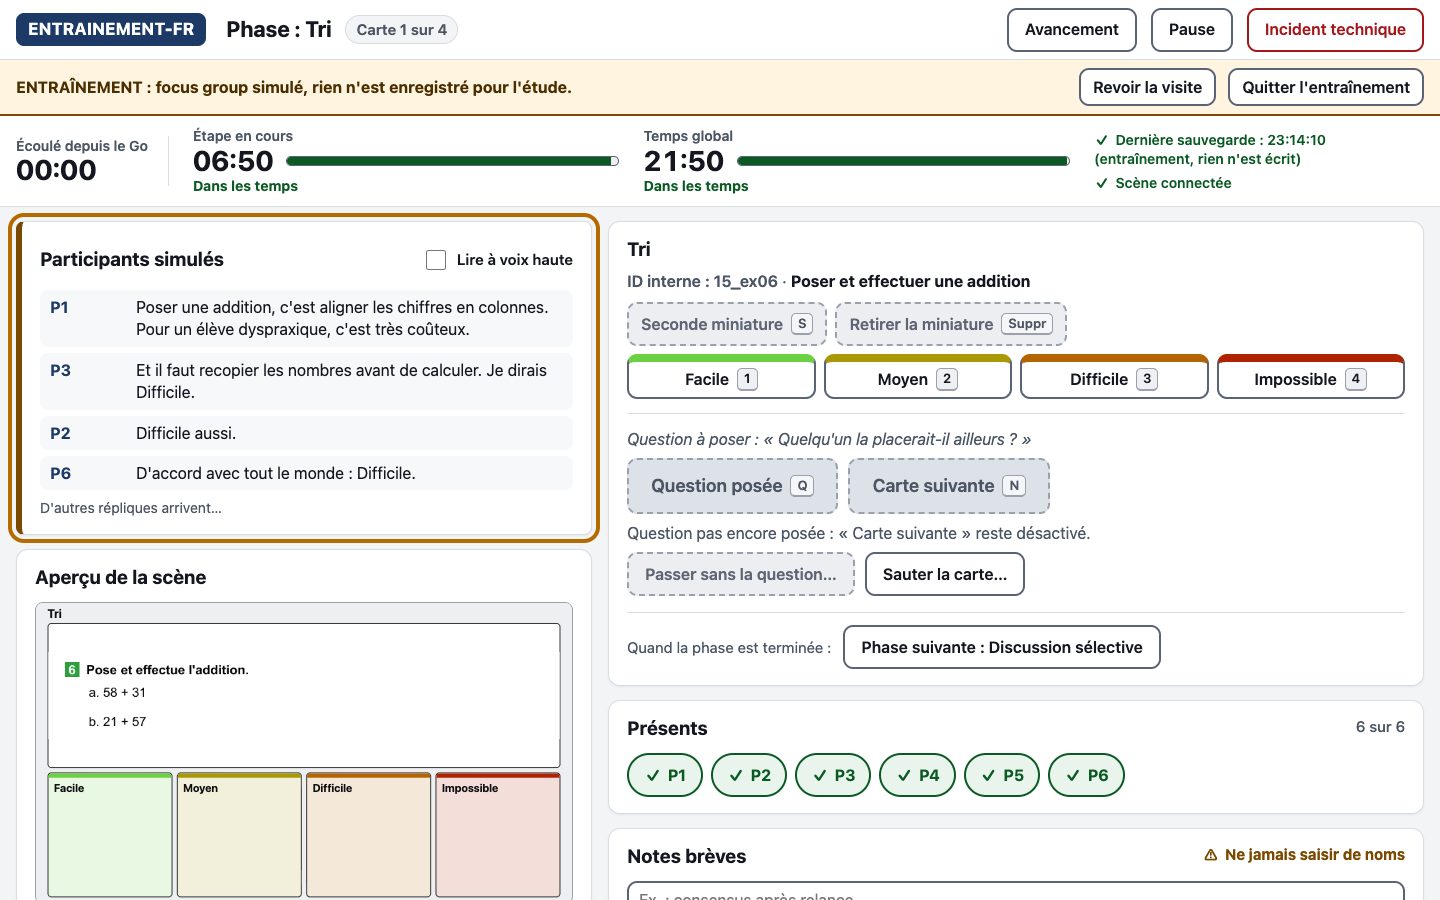 ENTRAINEMENT-FR
Phase : Tri
Carte 1 sur 4
Avancement
Pause
Incident technique
ENTRAÎNEMENT : focus group simulé, rien n'est enregistré pour l'étude.
Revoir la visite
Quitter l'entraînement
Écoulé depuis le Go
00:00
Étape en cours
06:50
Dans les temps
Temps global
21:50
Dans les temps
✓ Dernière sauvegarde : 23:14:10
(entraînement, rien n'est écrit)
✓ Scène connectée
Participants simulés
Lire à voix haute
P1 Poser une addition, c'est aligner les chiffres en colonnes.
Pour un élève dyspraxique, c'est très coûteux.
P3 Et il faut recopier les nombres avant de calculer. Je dirais
Difficile.
P2 Difficile aussi.
P6 D'accord avec tout le monde : Difficile.
D'autres répliques arrivent...
Aperçu de la scène
Tri
6 Pose et effectue l'addition.
a. 58 + 31
b. 21 + 57
Facile
Moyen
Difficile
Impossible
Tri
ID interne : 15_ex06 · Poser et effectuer une addition
Seconde miniature S
Retirer la miniature Suppr
Facile 1
Moyen 2
Difficile 3
Impossible 4
Question à poser : « Quelqu'un la placerait-il ailleurs ? »
Question posée Q
Carte suivante N
Question pas encore posée : « Carte suivante » reste désactivé.
Passer sans la question...
Sauter la carte...
Quand la phase est terminée :
Phase suivante : Discussion sélective
Présents
6 sur 6
✓ P1
✓ P2
✓ P3
✓ P4
✓ P5
✓ P6
Notes brèves
⚠ Ne jamais saisir de noms
Ex. : consensus après relance